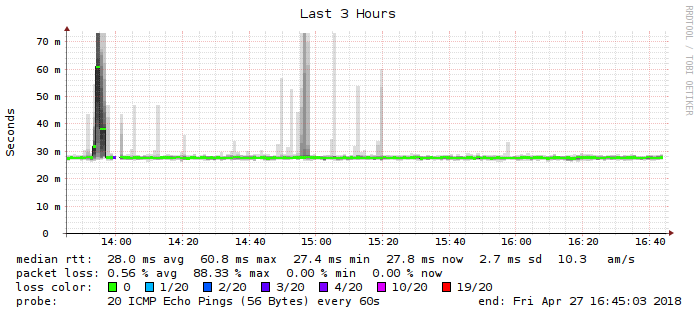 Last 3 Hours
RRDTOOL / TOBI OETIKER
Seconds
70 m
60 m
50 m
40 m
30 m
20 m
10 m
0
14:00 14:20 14:40 15:00 15:20 15:40 16:00 16:20 16:40
median rtt: 28.0 ms avg 60.8 ms max 27.4 ms min 27.8 ms now 2.7 ms sd 10.3 am/s
packet loss: 0.56 % avg 88.33 % max 0.00 % min 0.00 % now
loss color: 0 1/20 2/20 3/20 4/20 10/20 19/20
probe: 20 ICMP Echo Pings (56 Bytes) every 60s end: Fri Apr 27 16:45:03 2018